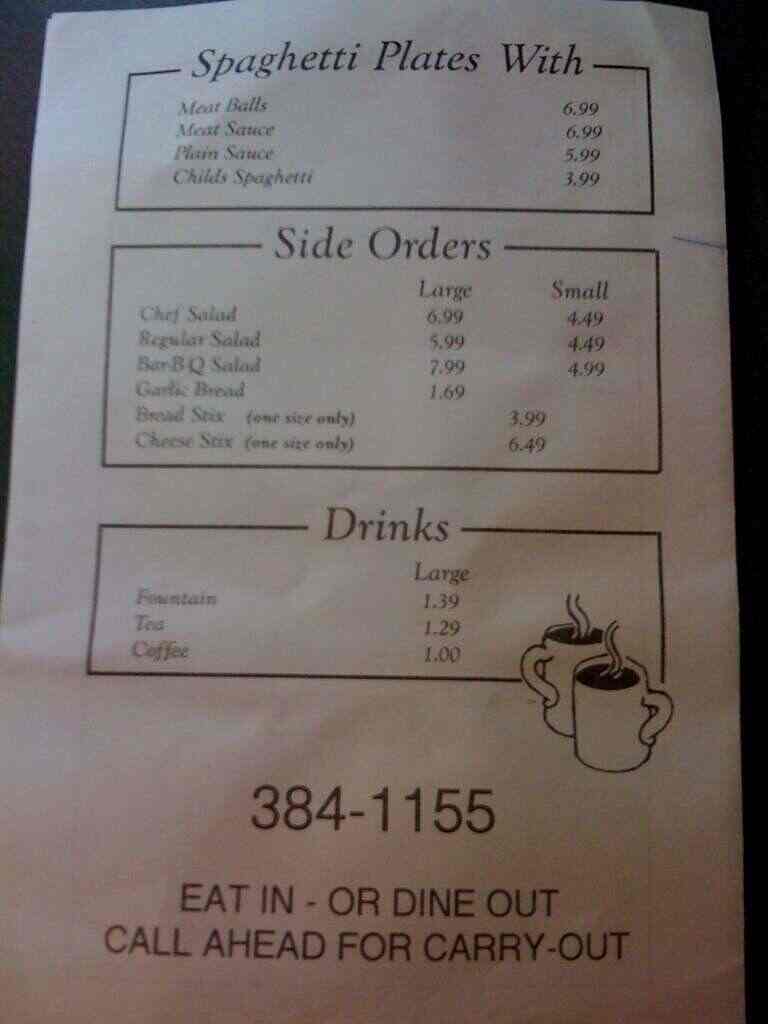 Spaghetti Plates With
Meat Balls 6.99
Meat Sauce 6.99
Plain Sauce 5.99
Childs Spaghetti 3.99
Side Orders
Large Small
Chef Salad 6.99 4.49
Regular Salad 5.99 4.49
Bar-B-Q Salad 7.99 4.99
Garlic Bread 1.69
Bread Stix (one size only) 3.99
Cheese Stix (one size only) 6.49
Drinks
Large
Fountain 1.39
Tea 1.29
Coffee 1.00
384-1155
EAT IN - OR DINE OUT
CALL AHEAD FOR CARRY-OUT